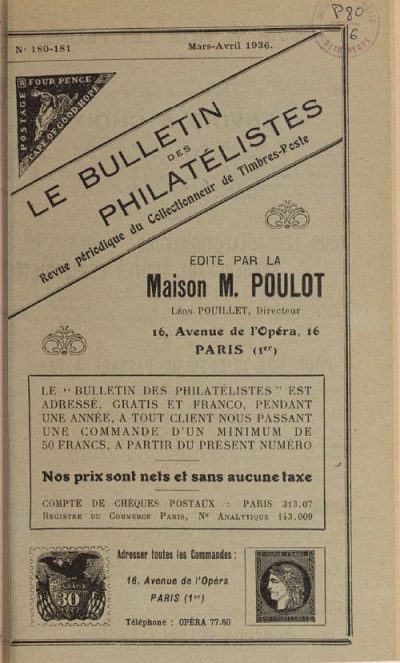 P80
6
Nº 180-181 Mars-Avril 1936.
POSTAGE
FOUR PENCE
CAPE OF GOOD HOPE
LE BULLETIN
DES
PHILATÉLISTES
Revue périodique du Collectionneur de Timbres-Poste
EDITE PAR LA
Maison M. POULOT
LÉON POUILLET, Directeur
16, Avenue de l'Opéra, 16
PARIS (1er)
LE "BULLETIN DES PHILATÉLISTES" EST
ADRESSÉ, GRATIS ET FRANCO, PENDANT
UNE ANNÉE, A TOUT CLIENT NOUS PASSANT
UNE COMMANDE D'UN MINIMUM DE
50 FRANCS, A PARTIR DU PRÉSENT NUMÉRO
Nos prix sont nets et sans aucune taxe
COMPTE DE CHÈQUES POSTAUX : PARIS 313.07
REGISTRE DU COMMERCE PARIS, Nº ANALYTIQUE 143.009
30
Adresser toutes les Commandes :
16, Avenue de l'Opéra
PARIS (1er)
Téléphone : OPÉRA 77.80